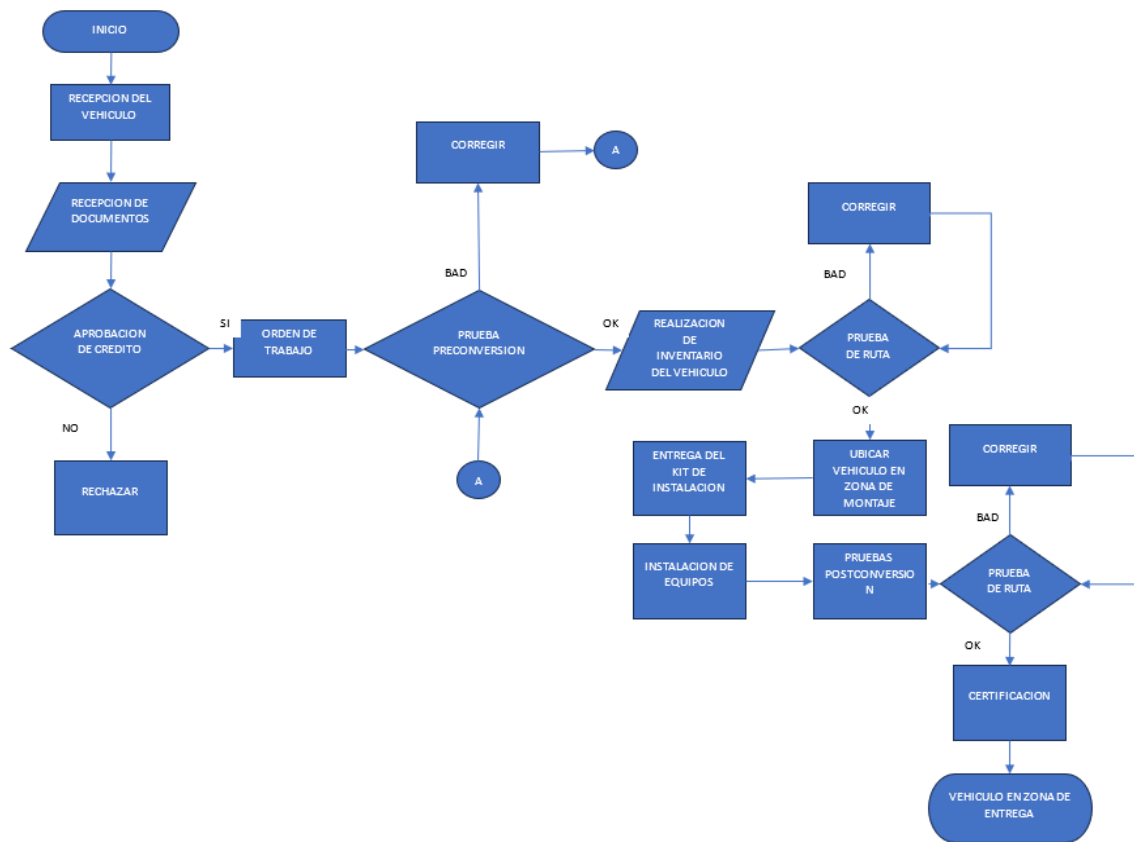 INICIO
RECEPCION DEL
VEHICULO
RECEPCION DE
DOCUMENTOS
APROBACION
DE CREDITO
SI
NO
RECHAZAR
ORDEN DE
TRABAJO
PRUEBA
PRECONVERSION
BAD
CORREGIR
A
A
OK
REALIZACION
DE
INVENTARIO
DEL VEHICULO
PRUEBA
DE RUTA
BAD
CORREGIR
OK
UBICAR
VEHICULO EN
ZONA DE
MONTAJE
ENTREGA DEL
KIT DE
INSTALACION
INSTALACION DE
EQUIPOS
PRUEBAS
POSTCONVERSIO
N
PRUEBA
DE RUTA
BAD
CORREGIR
OK
CERTIFICACION
VEHICULO EN ZONA DE
ENTREGA